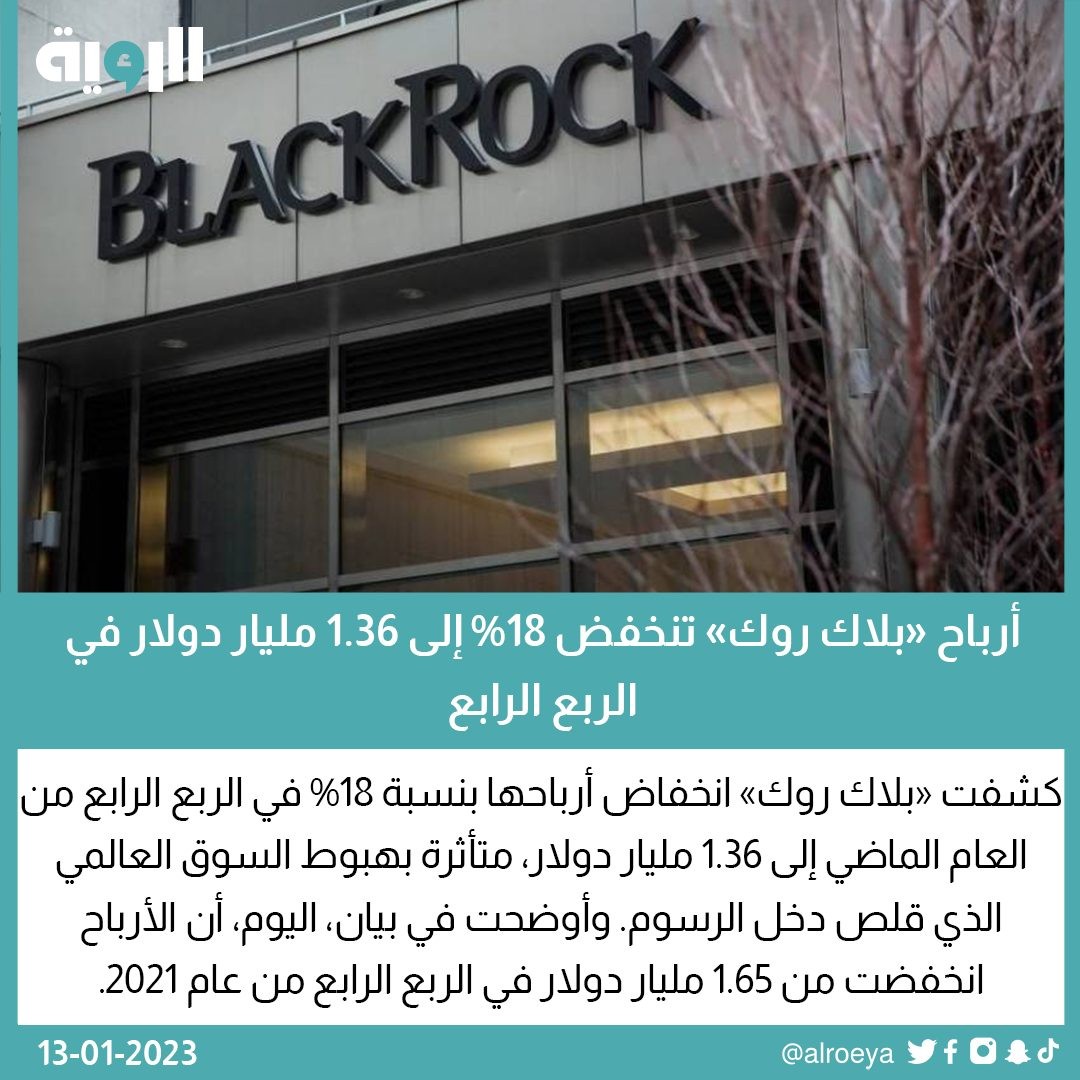 الرؤية
BLACKROCK
أرباح «بلاك روك» تنخفض 18% إلى 1.36 مليار دولار في
الربع الرابع
كشفت «بلاك روك» انخفاض أرباحها بنسبة 18% في الربع الرابع من
العام الماضي إلى 1.36 مليار دولار، متأثرة بهبوط السوق العالمي
الذي قلص دخل الرسوم. وأوضحت في بيان، اليوم، أن الأرباح
انخفضت من 1.65 مليار دولار في الربع الرابع من عام 2021.
13-01-2023
@alroeya